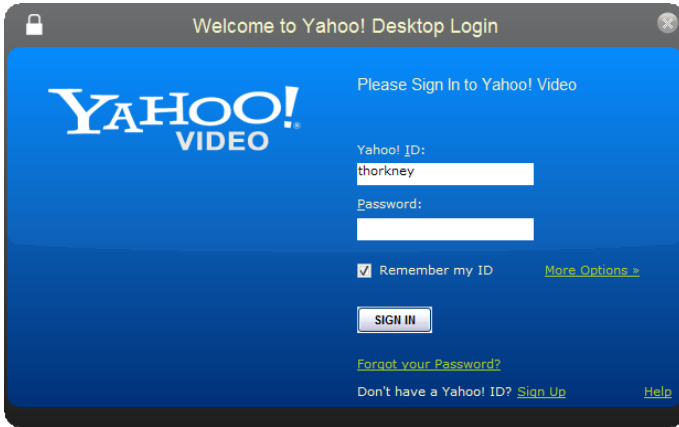 Welcome to Yahoo! Desktop Login
YAHOO!
VIDEO
Please Sign In to Yahoo! Video
Yahoo! ID:
thorkney
Password:
Remember my ID More Options »
SIGN IN
Forgot your Password?
Don't have a Yahoo! ID? Sign Up Help